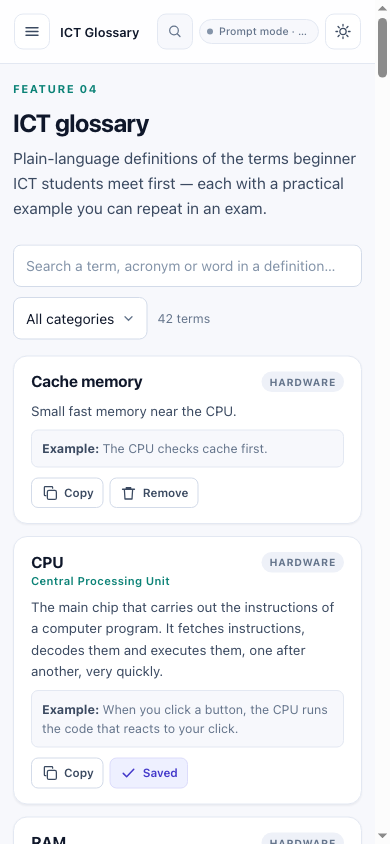 ICT Glossary
Prompt mode · ...
FEATURE 04
ICT glossary
Plain-language definitions of the terms beginner
ICT students meet first — each with a practical
example you can repeat in an exam.
Search a term, acronym or word in a definition...
All categories
42 terms
Cache memory
HARDWARE
Small fast memory near the CPU.
Example: The CPU checks cache first.
Copy
Remove
CPU
HARDWARE
Central Processing Unit
The main chip that carries out the instructions of
a computer program. It fetches instructions,
decodes them and executes them, one after
another, very quickly.
Example: When you click a button, the CPU runs
the code that reacts to your click.
Copy
Saved
RAM
HARDWARE